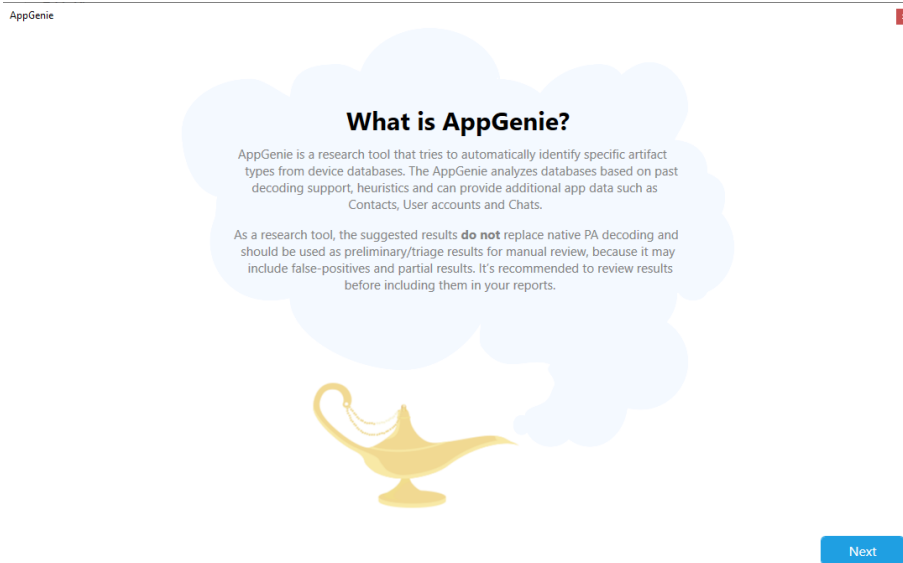 AppGenie
What is AppGenie?
AppGenie is a research tool that tries to automatically identify specific artifact
types from device databases. The AppGenie analyzes databases based on past
decoding support, heuristics and can provide additional app data such as
Contacts, User accounts and Chats.
As a research tool, the suggested results do not replace native PA decoding and
should be used as preliminary/triage results for manual review, because it may
include false-positives and partial results. It's recommended to review results
before including them in your reports.
Next